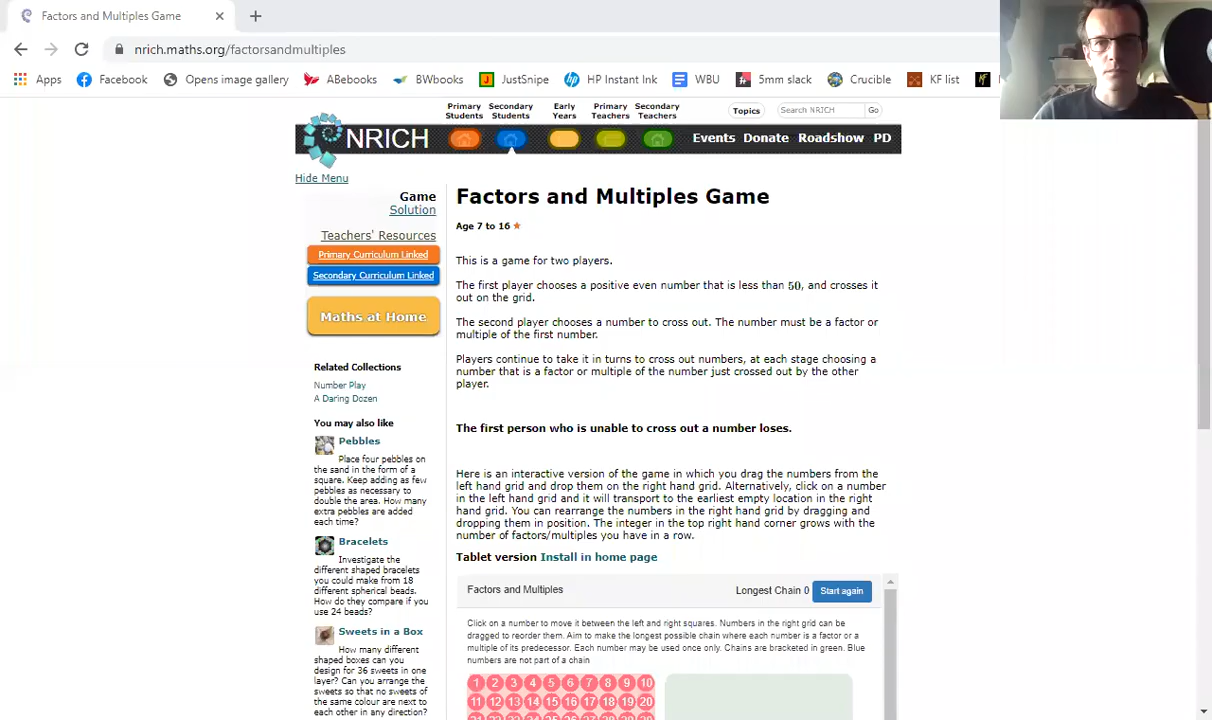 Factors and Multiples Game
nrich.maths.org/factorsandmultiples
Apps Facebook Opens image gallery ABebooks BWbooks JustSnipe HP Instant Ink WBU 5mm slack Crucible KF list
Primary Students Secondary Students Early Years Primary Teachers Secondary Teachers Topics Search NRICH Go
NRICH Events Donate Roadshow PD
Hide Menu
Game
Solution
Teachers' Resources
Primary Curriculum Linked
Secondary Curriculum Linked
Maths at Home
Related Collections
Number Play
A Daring Dozen
You may also like
Pebbles
Place four pebbles on
the sand in the form of a
square. Keep adding as few
pebbles as necessary to
double the area. How many
extra pebbles are added
each time?
Bracelets
Investigate the
different shaped bracelets
you could make from 18
different spherical beads.
How do they compare if you
use 24 beads?
Sweets in a Box
How many different
shaped boxes can you
design for 36 sweets in one
layer? Can you arrange the
sweets so that no sweets of
the same colour are next to
each other in any direction?
Factors and Multiples Game
Age 7 to 16
This is a game for two players.
The first player chooses a positive even number that is less than 50, and crosses it
out on the grid.
The second player chooses a number to cross out. The number must be a factor or
multiple of the first number.
Players continue to take it in turns to cross out numbers, at each stage choosing a
number that is a factor or multiple of the number just crossed out by the other
player.
The first person who is unable to cross out a number loses.
Here is an interactive version of the game in which you drag the numbers from the
left hand grid and drop them on the right hand grid. Alternatively, click on a number
in the left hand grid and it will transport to the earliest empty location in the right
hand grid. You can rearrange the numbers in the right hand grid by dragging and
dropping them in position. The integer in the top right hand corner grows with the
number of factors/multiples you have in a row.
Tablet version Install in home page
Factors and Multiples Longest Chain 0 Start again
Click on a number to move it between the left and right squares. Numbers in the right grid can be
dragged to reorder them. Aim to make the longest possible chain where each number is a factor or a
multiple of its predecessor. Each number may be used once only. Chains are bracketed in green. Blue
numbers are not part of a chain
1 2 3 4 5 6 7 8 9 10
11 12 13 14 15 16 17 18 19 20